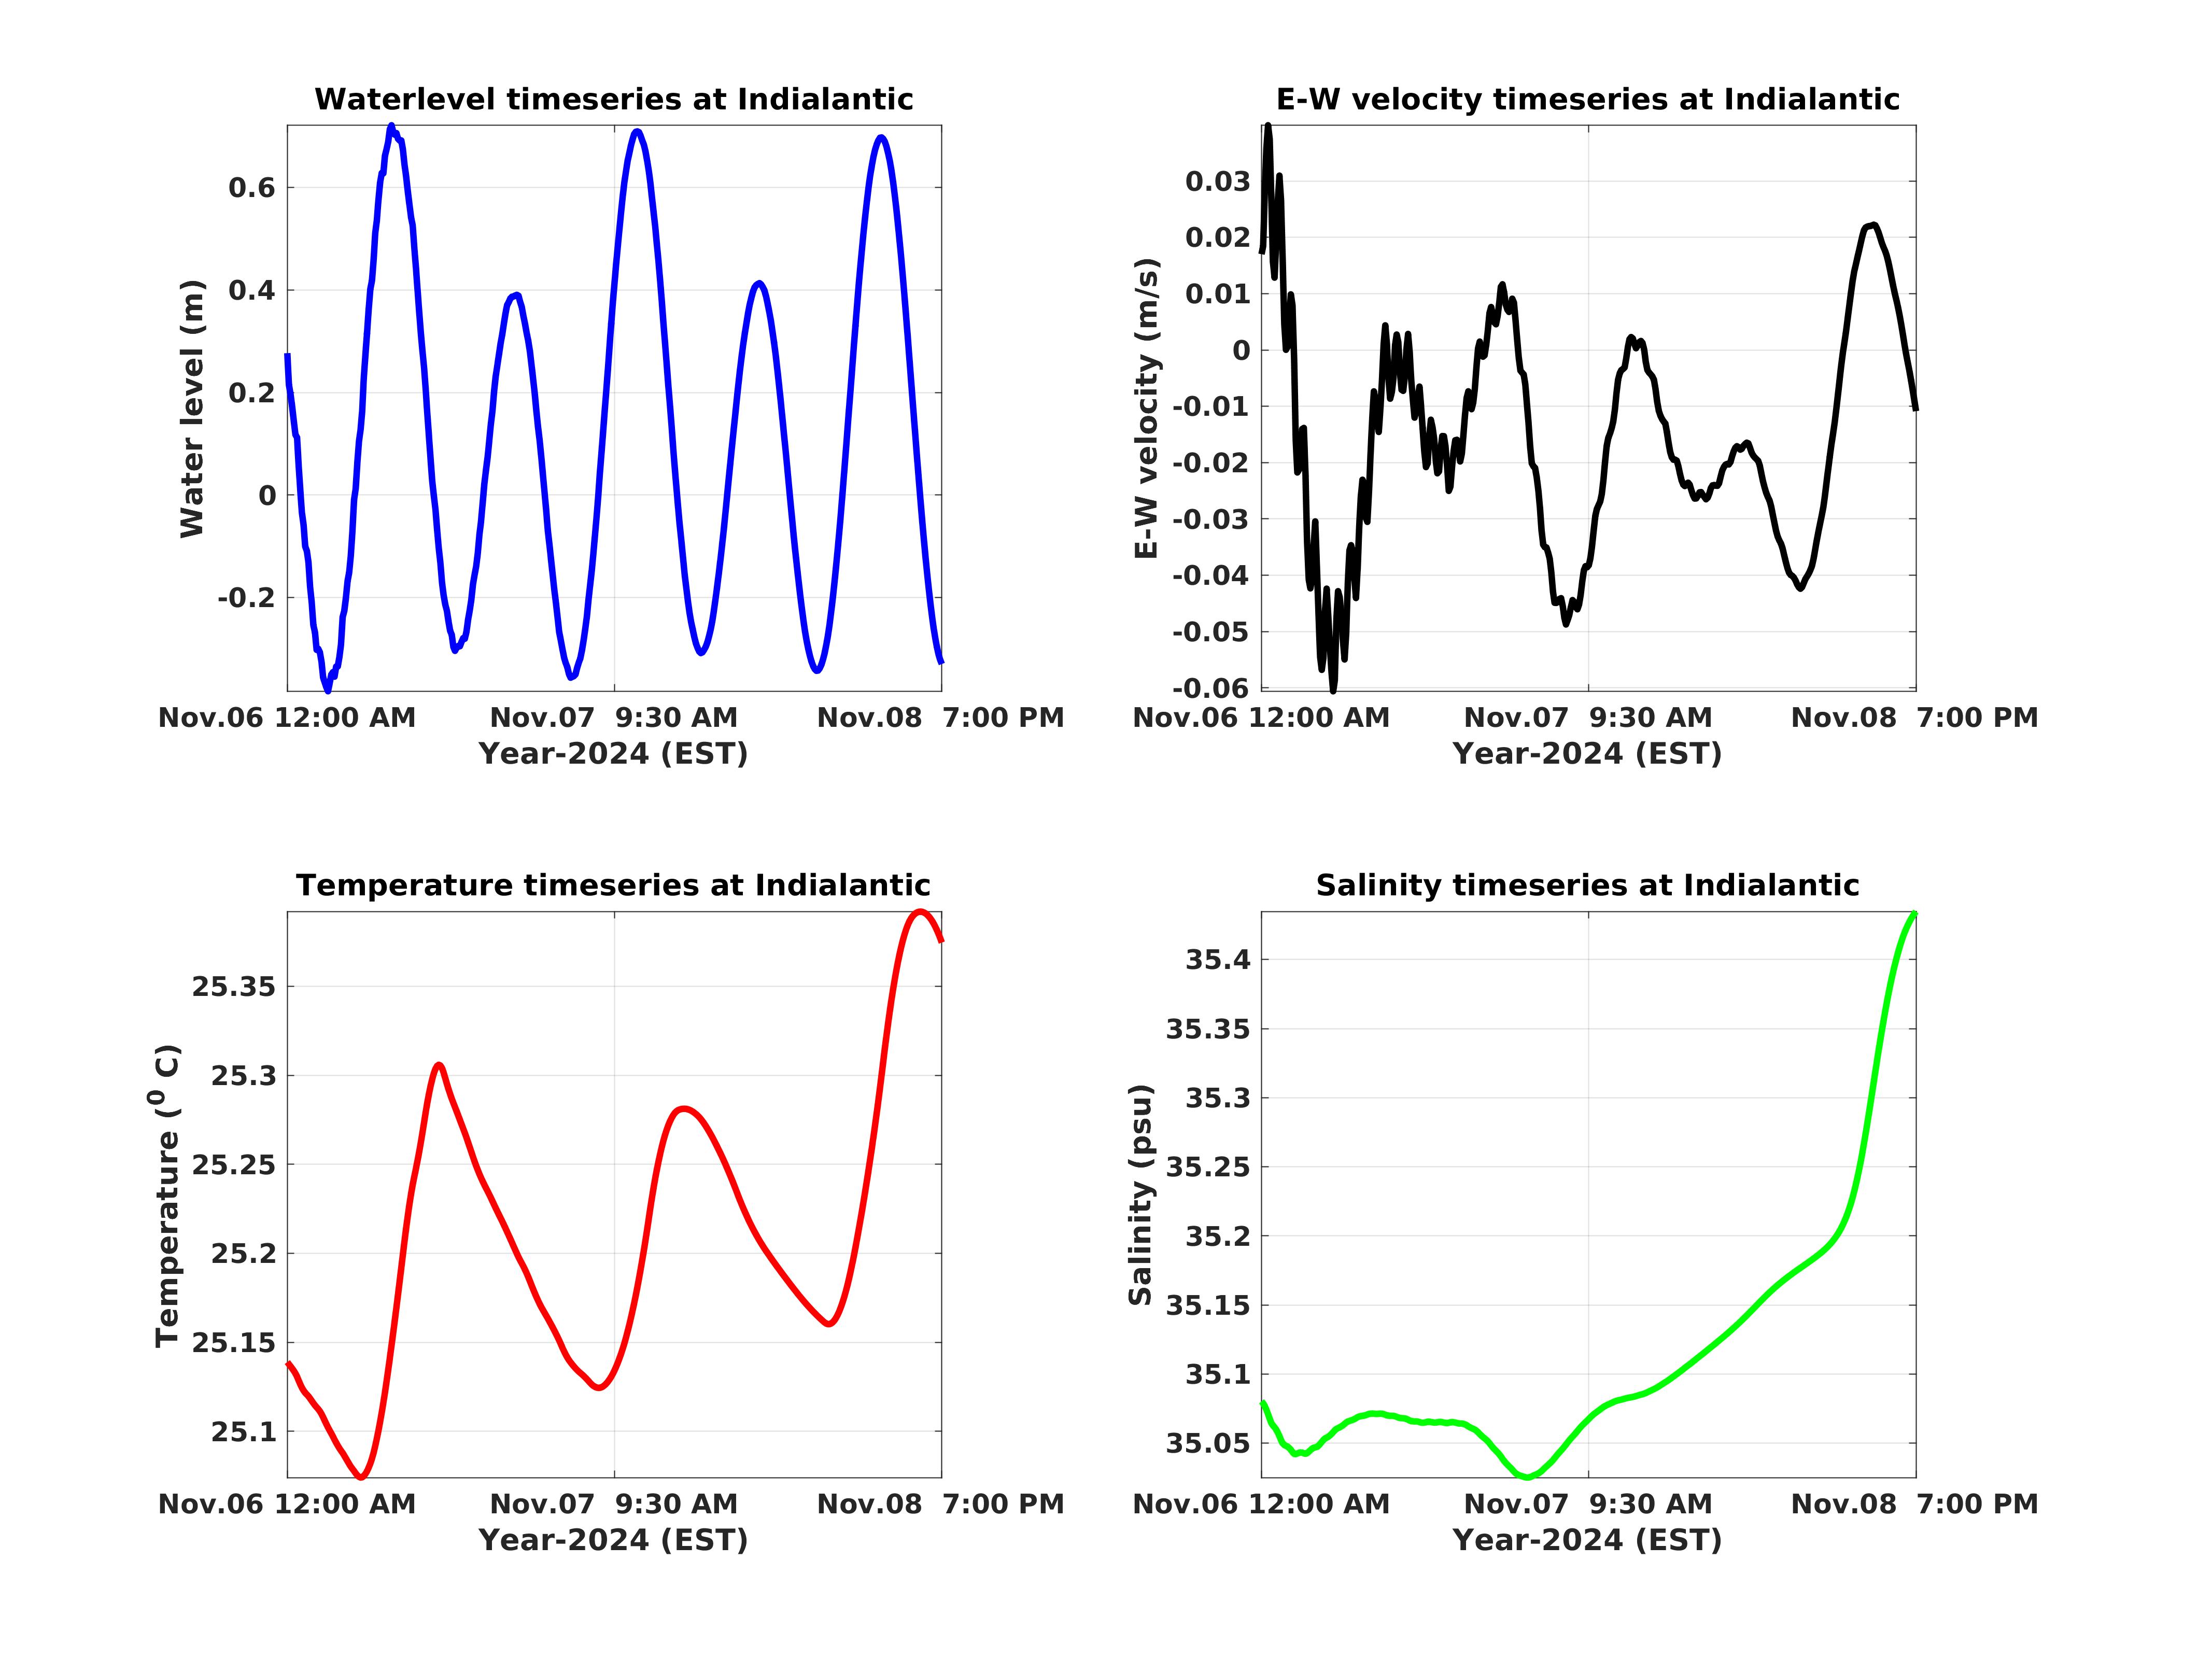 Waterlevel timeseries at Indialantic
Water level (m)
0.6
0.4
0.2
0
-0.2
Nov.06 12:00 AM Nov.07 9:30 AM Nov.08 7:00 PM
Year-2024 (EST)
E-W velocity timeseries at Indialantic
E-W velocity (m/s)
0.03
0.02
0.01
0
-0.01
-0.02
-0.03
-0.04
-0.05
-0.06
Nov.06 12:00 AM Nov.07 9:30 AM Nov.08 7:00 PM
Year-2024 (EST)
Temperature timeseries at Indialantic
Temperature (⁰ C)
25.35
25.3
25.25
25.2
25.15
25.1
Nov.06 12:00 AM Nov.07 9:30 AM Nov.08 7:00 PM
Year-2024 (EST)
Salinity timeseries at Indialantic
Salinity (psu)
35.4
35.35
35.3
35.25
35.2
35.15
35.1
35.05
Nov.06 12:00 AM Nov.07 9:30 AM Nov.08 7:00 PM
Year-2024 (EST)